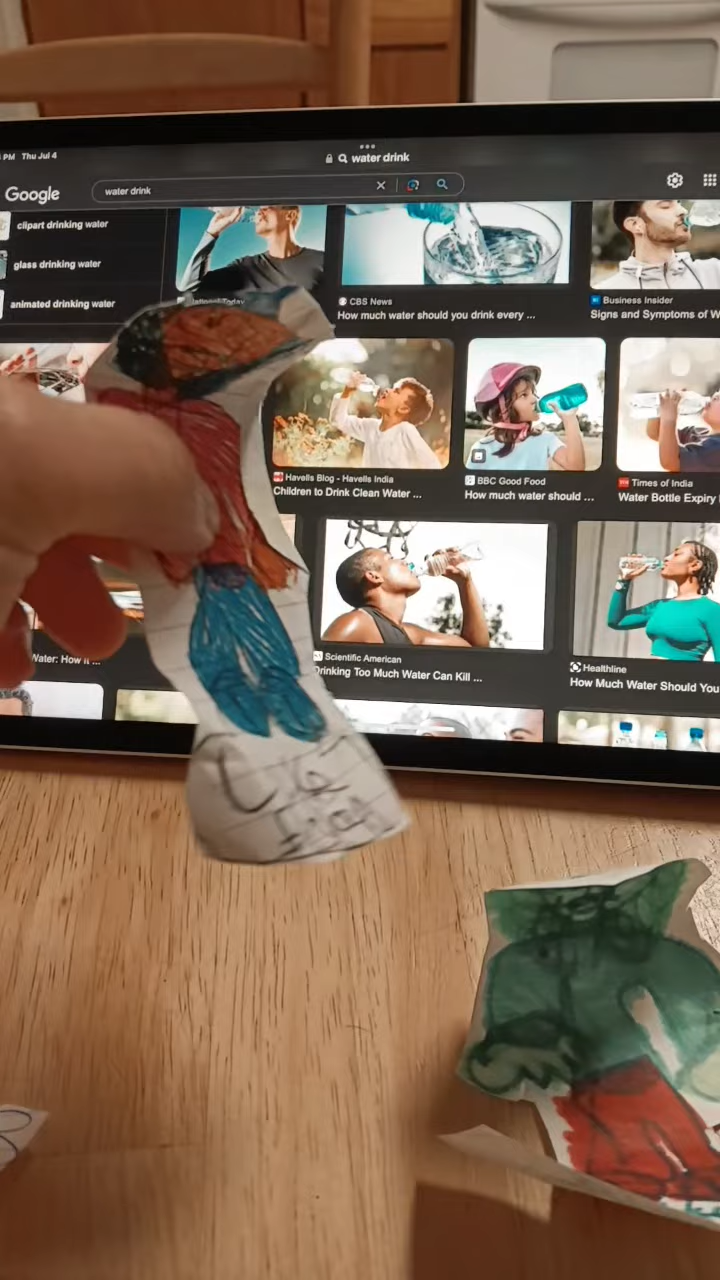 PM Thu Jul 4
water drink
Google
water drink
clipart drinking water
glass drinking water
animated drinking water
National Today
CBS News
How much water should you drink every ...
Business Insider
Signs and Symptoms of W
Havells Blog - Havells India
Children to Drink Clean Water ...
BBC Good Food
How much water should ...
Times of India
Water Bottle Expiry
Water: How it ...
Scientific American
Drinking Too Much Water Can Kill ...
Healthline
How Much Water Should You